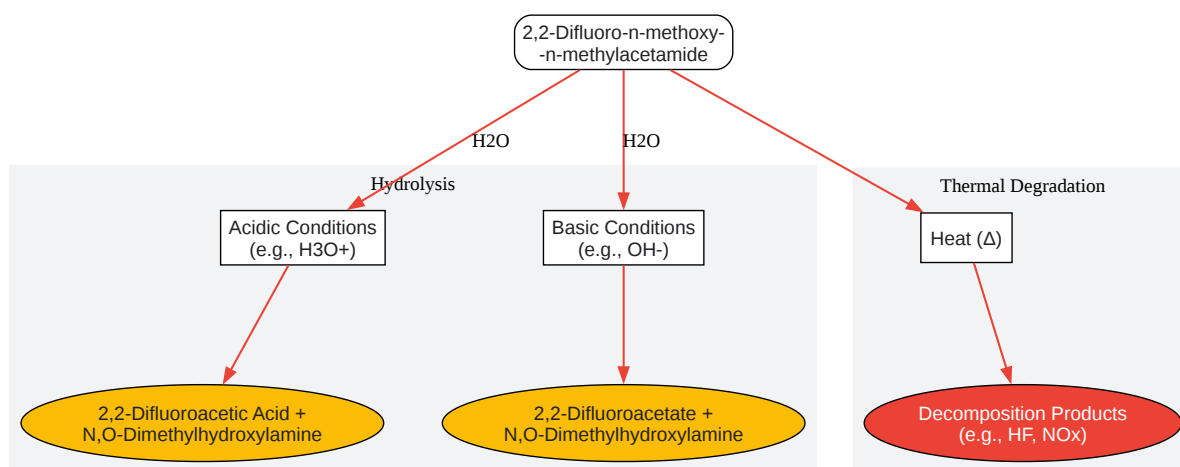 2,2-Difluoro-n-methoxy-
-n-methylacetamide
H2O
H2O
Hydrolysis
Thermal Degradation
Acidic Conditions
(e.g., H3O+)
Basic Conditions
(e.g., OH-)
Heat (Δ)
2,2-Difluoroacetic Acid +
N,O-Dimethylhydroxylamine
2,2-Difluoroacetate +
N,O-Dimethylhydroxylamine
Decomposition Products
(e.g., HF, NOx)